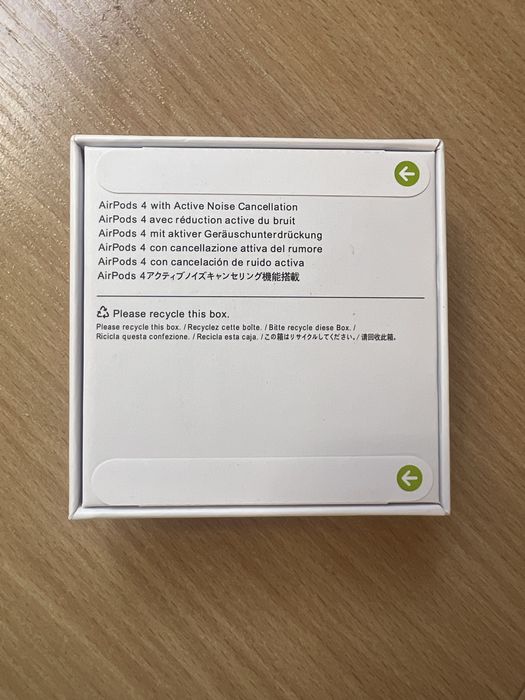 AirPods 4 with Active Noise Cancellation
AirPods 4 avec réduction active du bruit
AirPods 4 mit aktiver Geräuschunterdrückung
AirPods 4 con cancellazione attiva del rumore
AirPods 4 con cancelación de ruido activa
AirPods 4アクティブノイズキャンセリング機能搭載
Please recycle this box.
Please recycle this box. / Recyclez cette boîte. / Bitte recycle diese Box. /
Ricicla questa confezione. / Recicla esta caja. / この箱はリサイクルしてください。/ 请回收此箱。